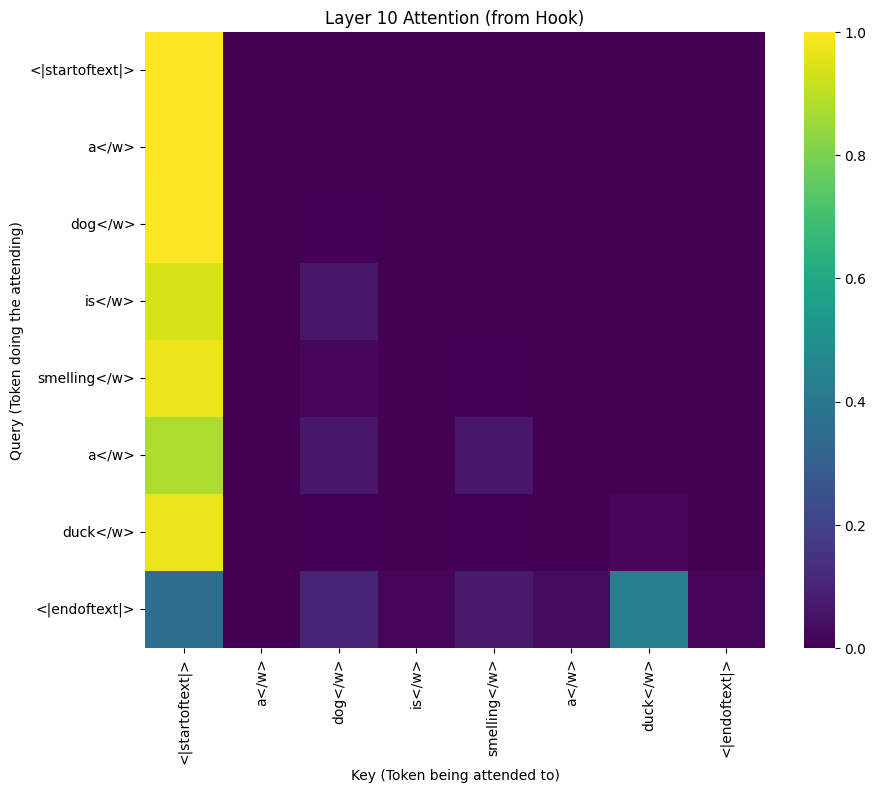 Layer 10 Attention (from Hook)
Query (Token doing the attending)
<|startoftext|>
a</w>
dog</w>
is</w>
smelling</w>
a</w>
duck</w>
<|endoftext|>
1.0
0.8
0.6
0.4
0.2
0.0
<|startoftext|>
a</w>
dog</w>
is</w>
smelling</w>
a</w>
duck</w>
<|endoftext|>
Key (Token being attended to)